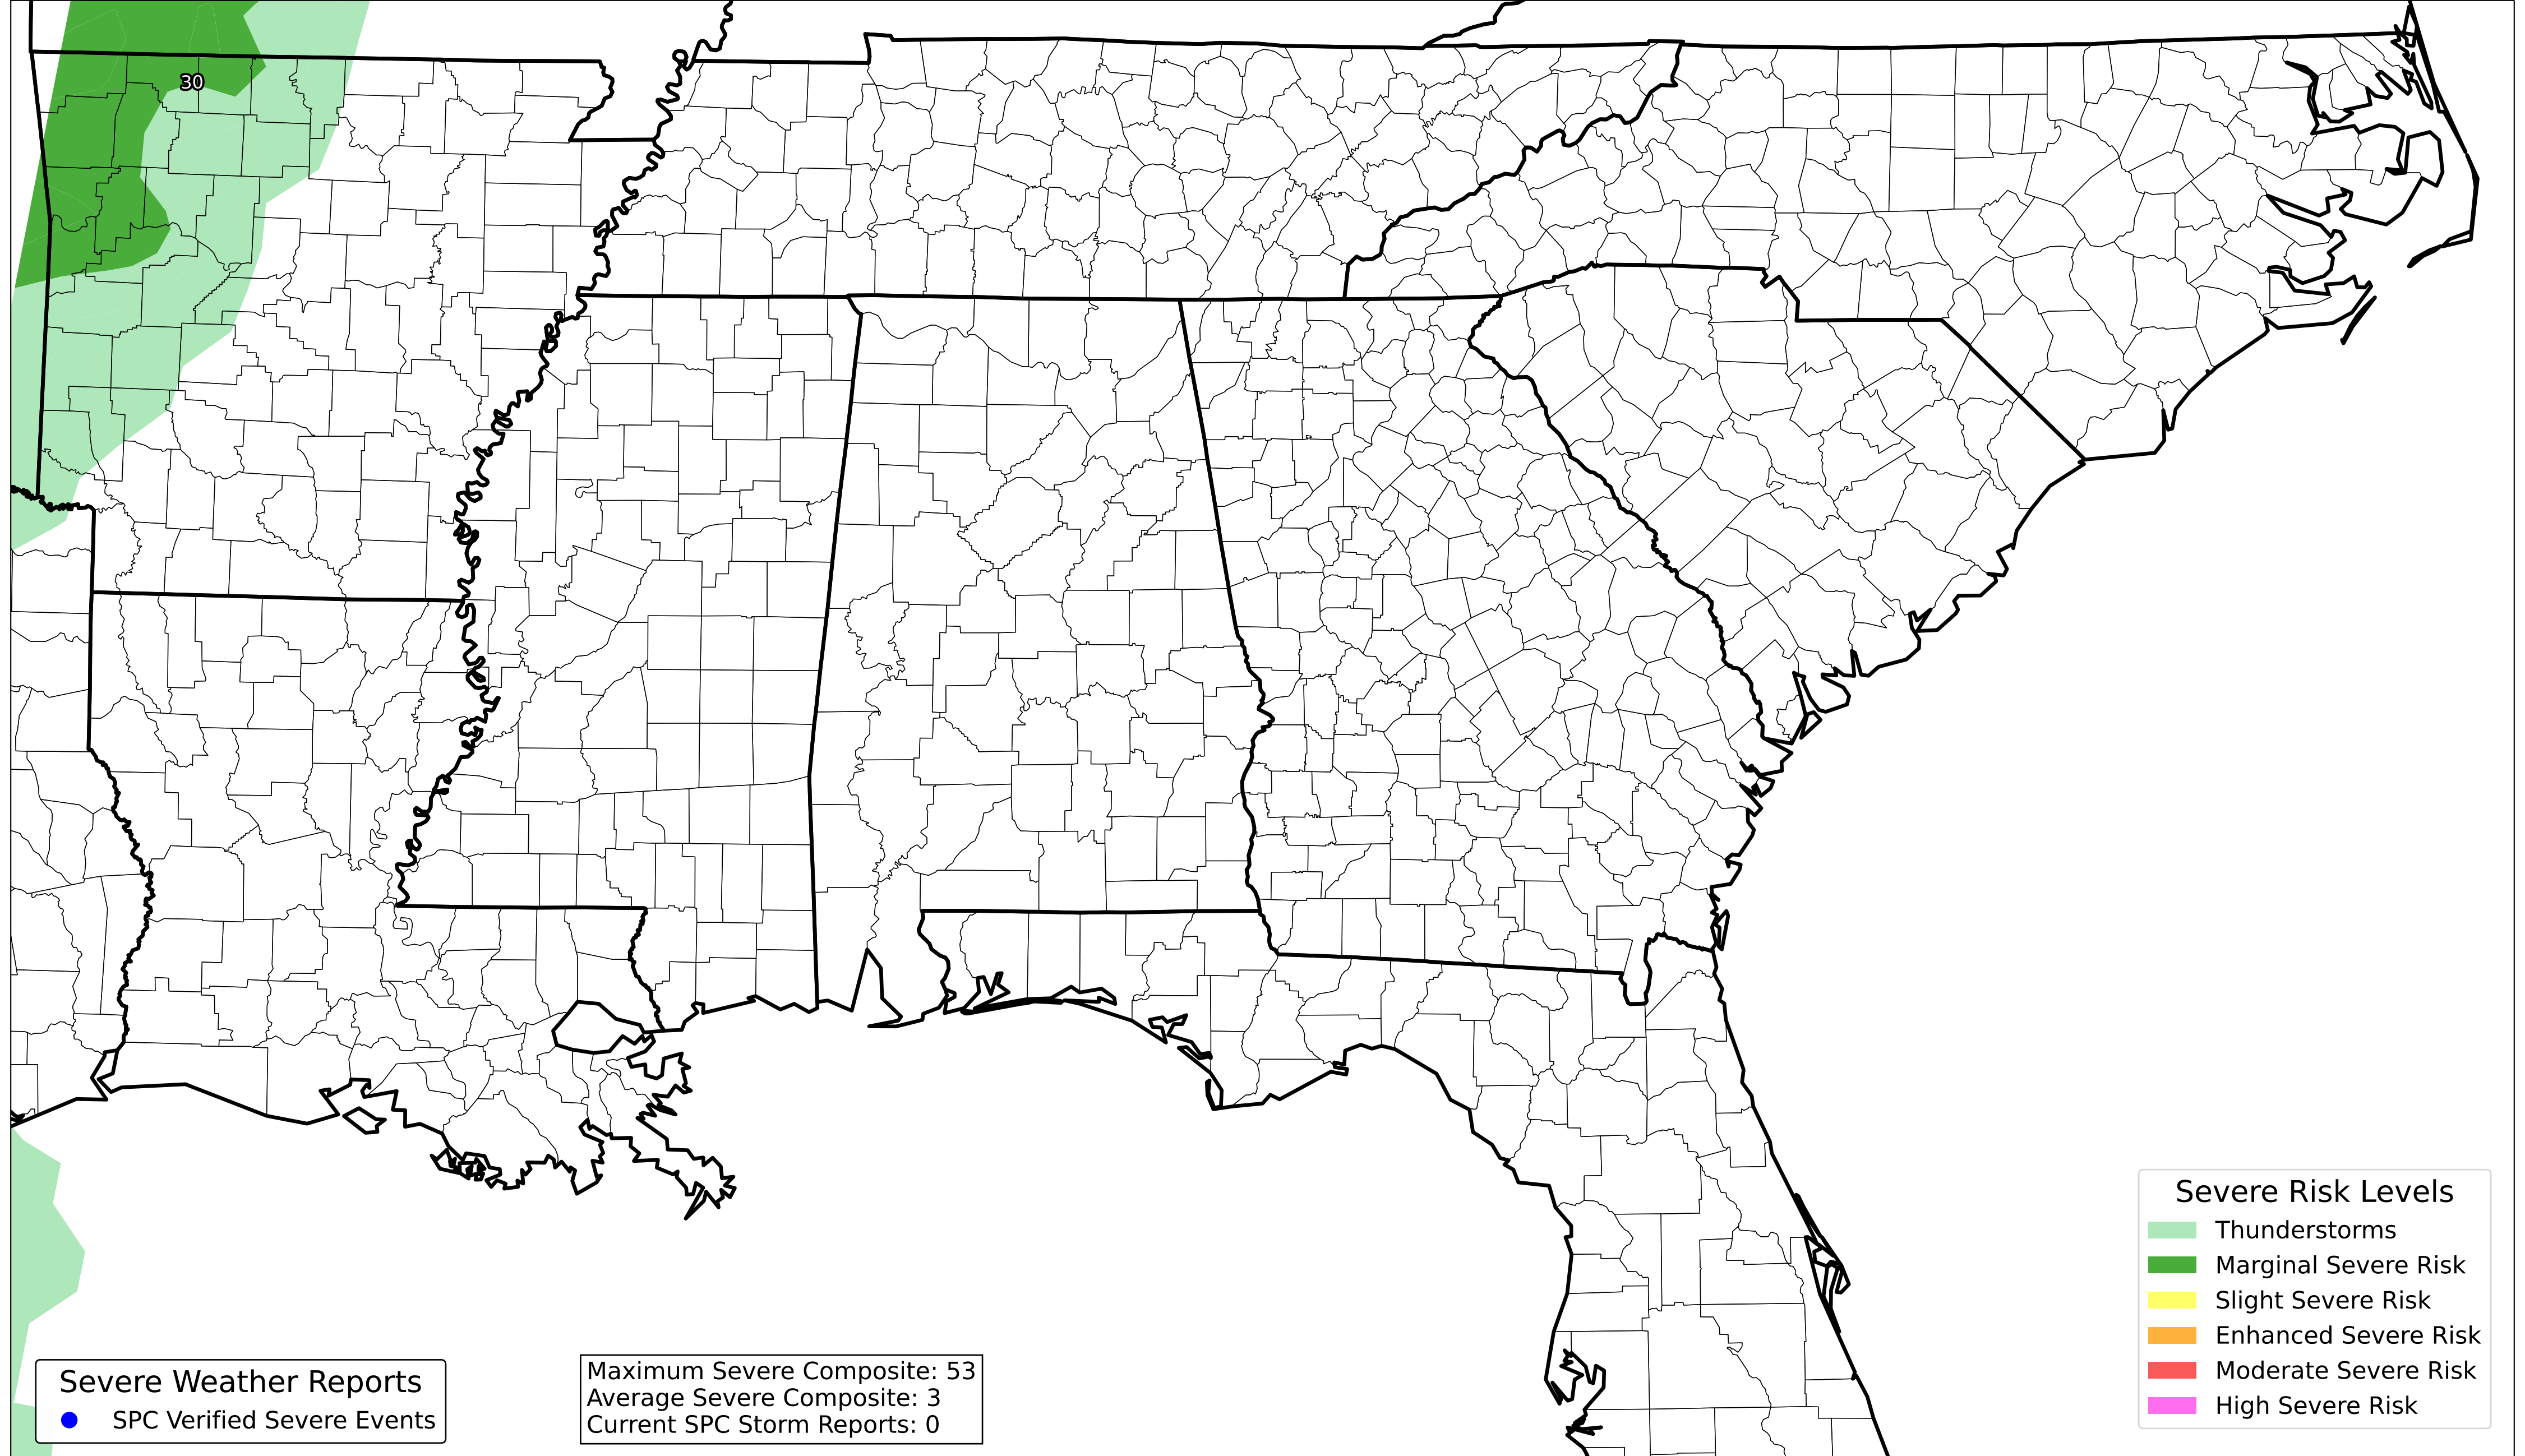 30
Severe Risk Levels
Thunderstorms
Marginal Severe Risk
Slight Severe Risk
Enhanced Severe Risk
Moderate Severe Risk
High Severe Risk
Severe Weather Reports
SPC Verified Severe Events
Maximum Severe Composite: 53
Average Severe Composite: 3
Current SPC Storm Reports: 0